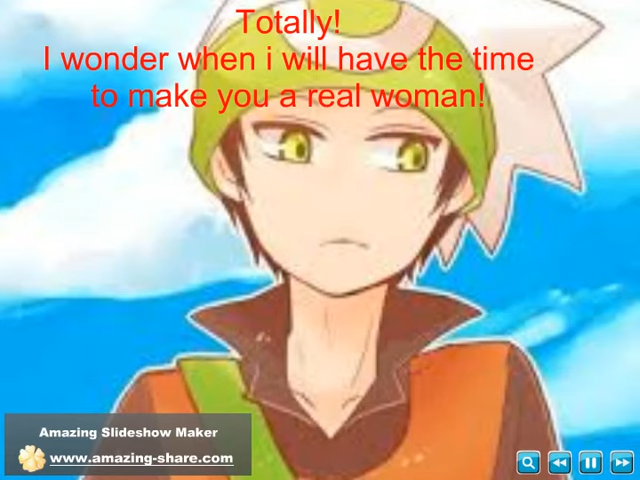 Totally!
I wonder when i will have the time
to make you a real woman!
Amazing Slideshow Maker
www.amazing-share.com